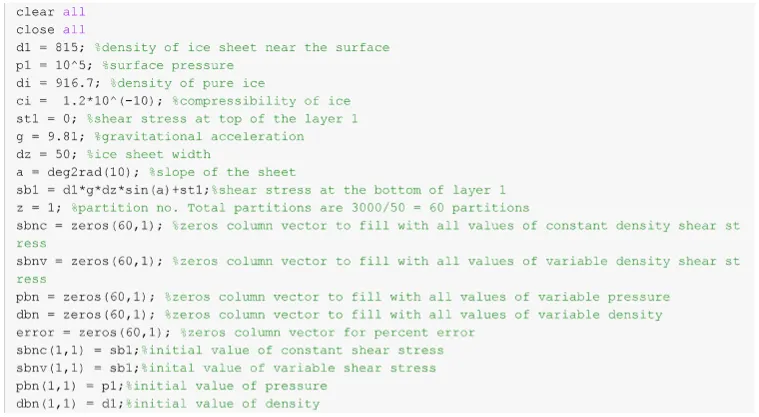 clear all
close all
d1 = 815; %density of ice sheet near the surface
p1 = 10^5; %surface pressure
di = 916.7; %density of pure ice
ci =  1.2*10^(-10); %compressibility of ice
st1 = 0; %shear stress at top of the layer 1
g = 9.81; %gravitational acceleration
dz = 50; %ice sheet width
a = deg2rad(10); %slope of the sheet
sb1 = d1*g*dz*sin(a)+st1;%shear stress at the bottom of layer 1
z = 1; %partition no. Total partitions are 3000/50 = 60 partitions
sbnc = zeros(60,1); %zeros column vector to fill with all values of constant density shear st
ress
sbnv = zeros(60,1); %zeros column vector to fill with all values of variable density shear st
ress
pbn = zeros(60,1); %zeros column vector to fill with all values of variable pressure
dbn = zeros(60,1); %zeros column vector to fill with all values of variable density
error = zeros(60,1); %zeros column vector for percent error
sbnc(1,1) = sb1;%initial value of constant shear stress
sbnv(1,1) = sb1;%inital value of variable shear stress
pbn(1,1) = p1;%initial value of pressure
dbn(1,1) = d1;%initial value of density